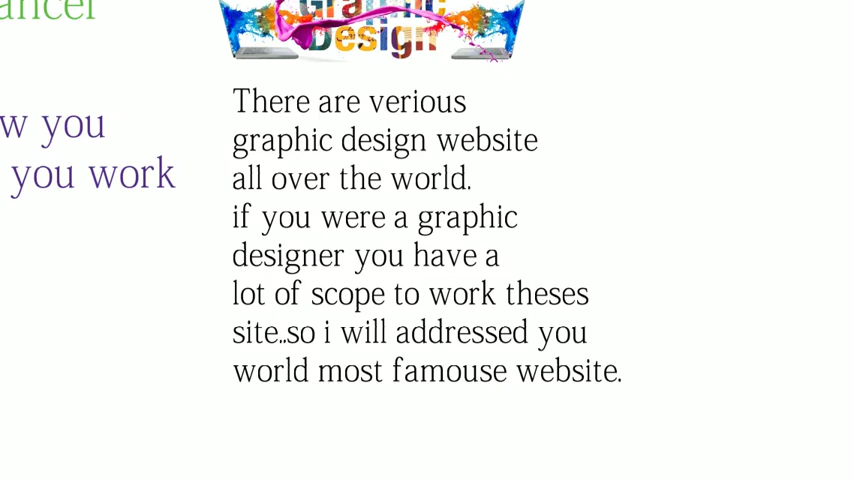 Graphic
Design
w you
you work
There are verious
graphic design website
all over the world.
if you were a graphic
designer you have a
lot of scope to work theses
site..so i will addressed you
world most famouse website.